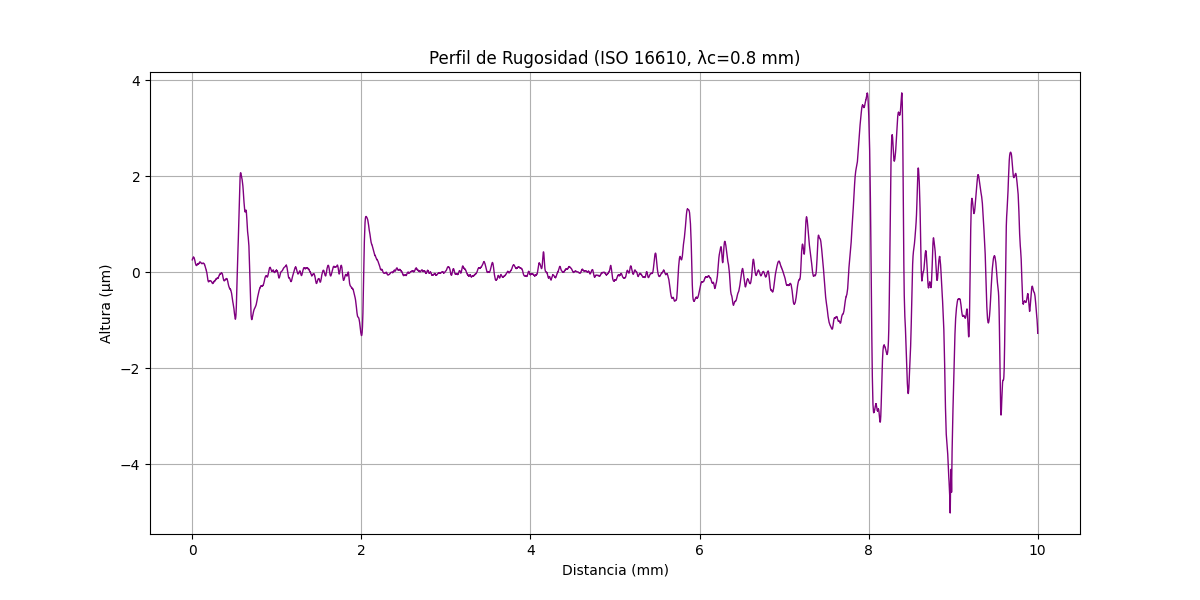 Perfil de Rugosidad (ISO 16610, λc=0.8 mm)
4
2
0
−2
−4
Altura (μm)
0 2 4 6 8 10
Distancia (mm)